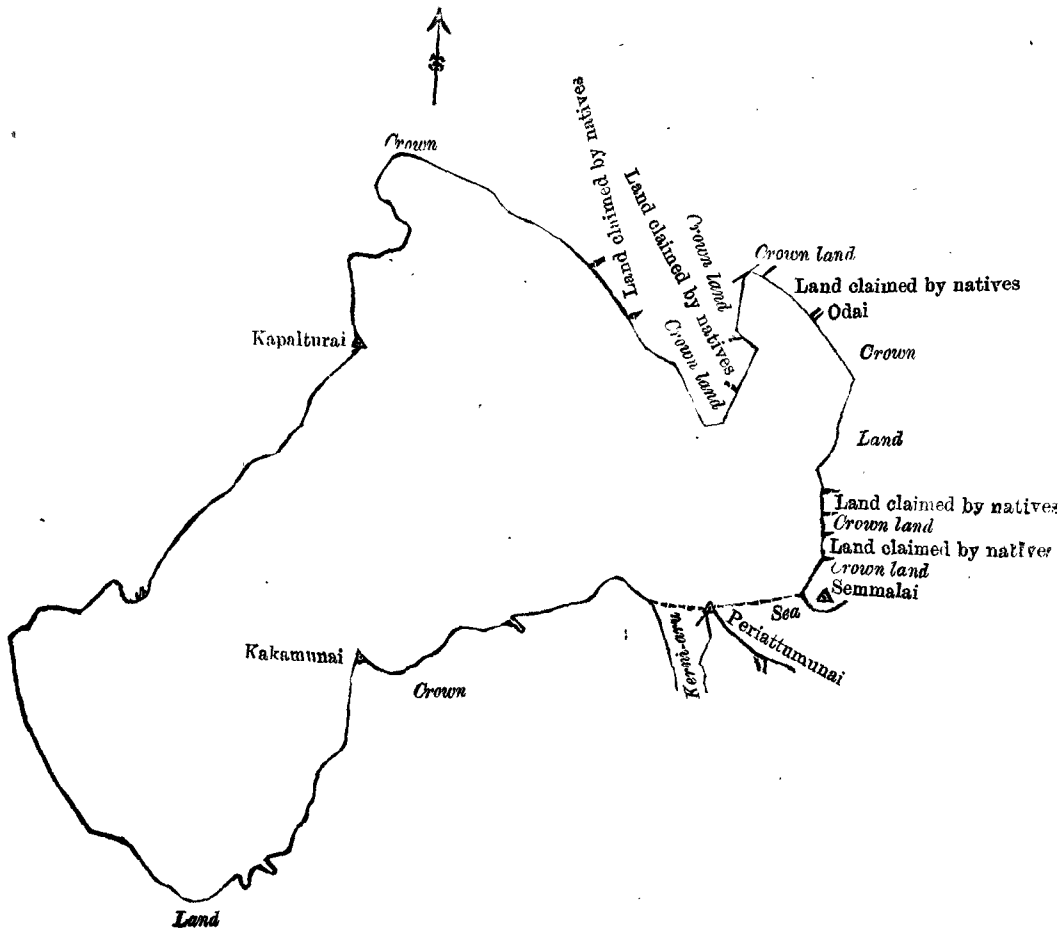 Crown
Land claimed by natives
Land claimed by natives
Crown land
Crown land
Crown land
Land claimed by natives
Odai
Crown
Land
Kapalturai
Land claimed by natives
Crown land
Land claimed by natives
Crown land
Semmalai
Sea
Periattumunai
Kakamunai
Crown
Land